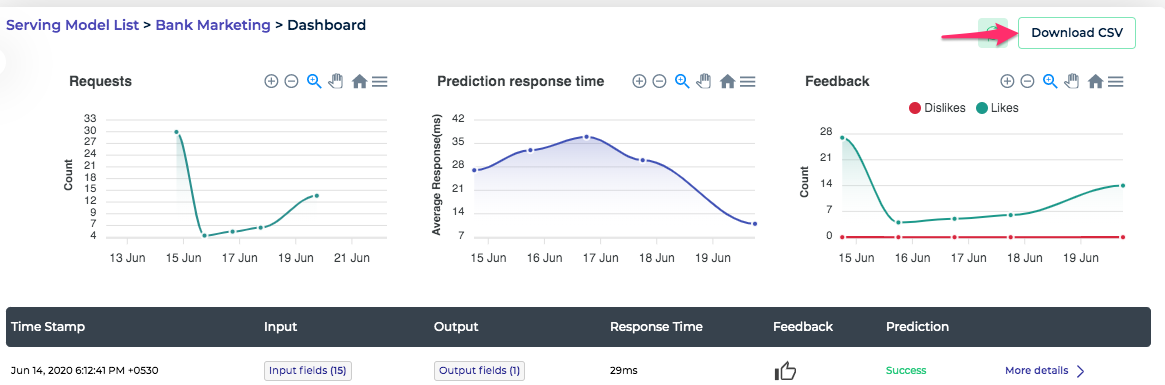 Serving Model List > Bank Marketing > Dashboard
Download CSV
Requests
Count
33
30
27
24
21
18
15
12
9
7
4
13 Jun 15 Jun 17 Jun 19 Jun 21 Jun
Prediction response time
Average Response(ms)
42
35
28
21
14
7
15 Jun 16 Jun 17 Jun 18 Jun 19 Jun
Feedback
Dislikes Likes
Count
28
21
14
7
0
15 Jun 16 Jun 17 Jun 18 Jun 19 Jun
Time Stamp Input Output Response Time Feedback Prediction
Jun 14, 2020 6:12:41 PM +0530 Input fields (15) Output fields (1) 29ms Success More details